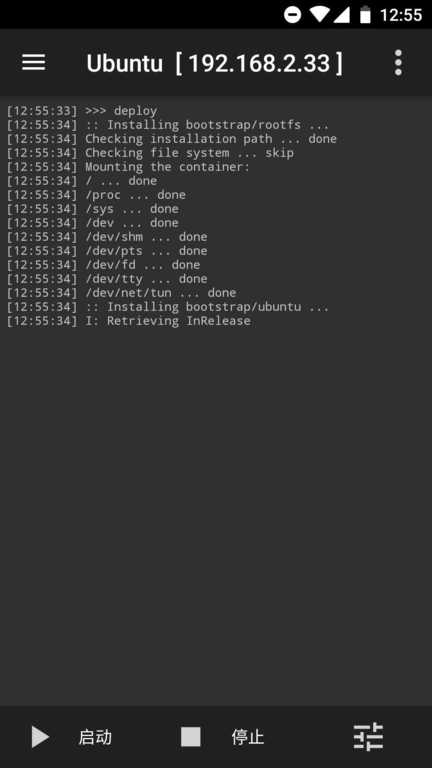 12:55
Ubuntu [ 192.168.2.33 ]
[12:55:33] >>> deploy
[12:55:34] :: Installing bootstrap/rootfs ...
[12:55:34] Checking installation path ... done
[12:55:34] Checking file system ... skip
[12:55:34] Mounting the container:
[12:55:34] / ... done
[12:55:34] /proc ... done
[12:55:34] /sys ... done
[12:55:34] /dev ... done
[12:55:34] /dev/shm ... done
[12:55:34] /dev/pts ... done
[12:55:34] /dev/fd ... done
[12:55:34] /dev/tty ... done
[12:55:34] /dev/net/tun ... done
[12:55:34] :: Installing bootstrap/ubuntu ...
[12:55:34] I: Retrieving InRelease
启动 停止